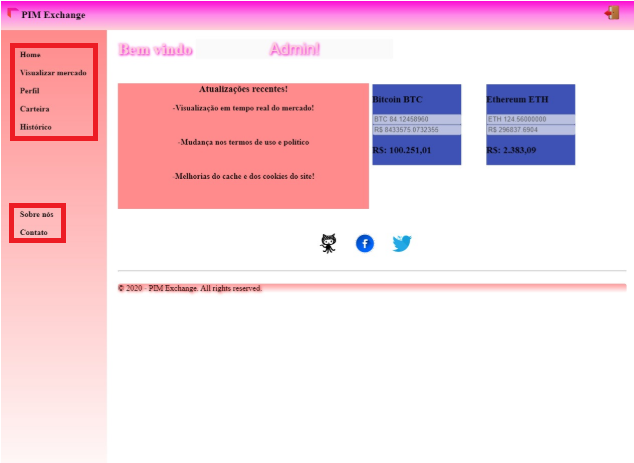 PIM Exchange
Home
Visualizar mercado
Perfil
Carteira
Histórico
Sobre nós
Contato
Bem vindo Admin!
Atualizações recentes!
-Visualização em tempo real do mercado!
-Mudança nos termos de uso e político
-Melhorias do cache e dos cookies do site!
Bitcoin BTC
BTC 84.12458960
R$ 8433575.0732356
R$: 100.251,01
Ethereum ETH
ETH 124.56000000
R$ 296837.6904
R$: 2.383,09
© 2020 - PIM Exchange. All rights reserved.